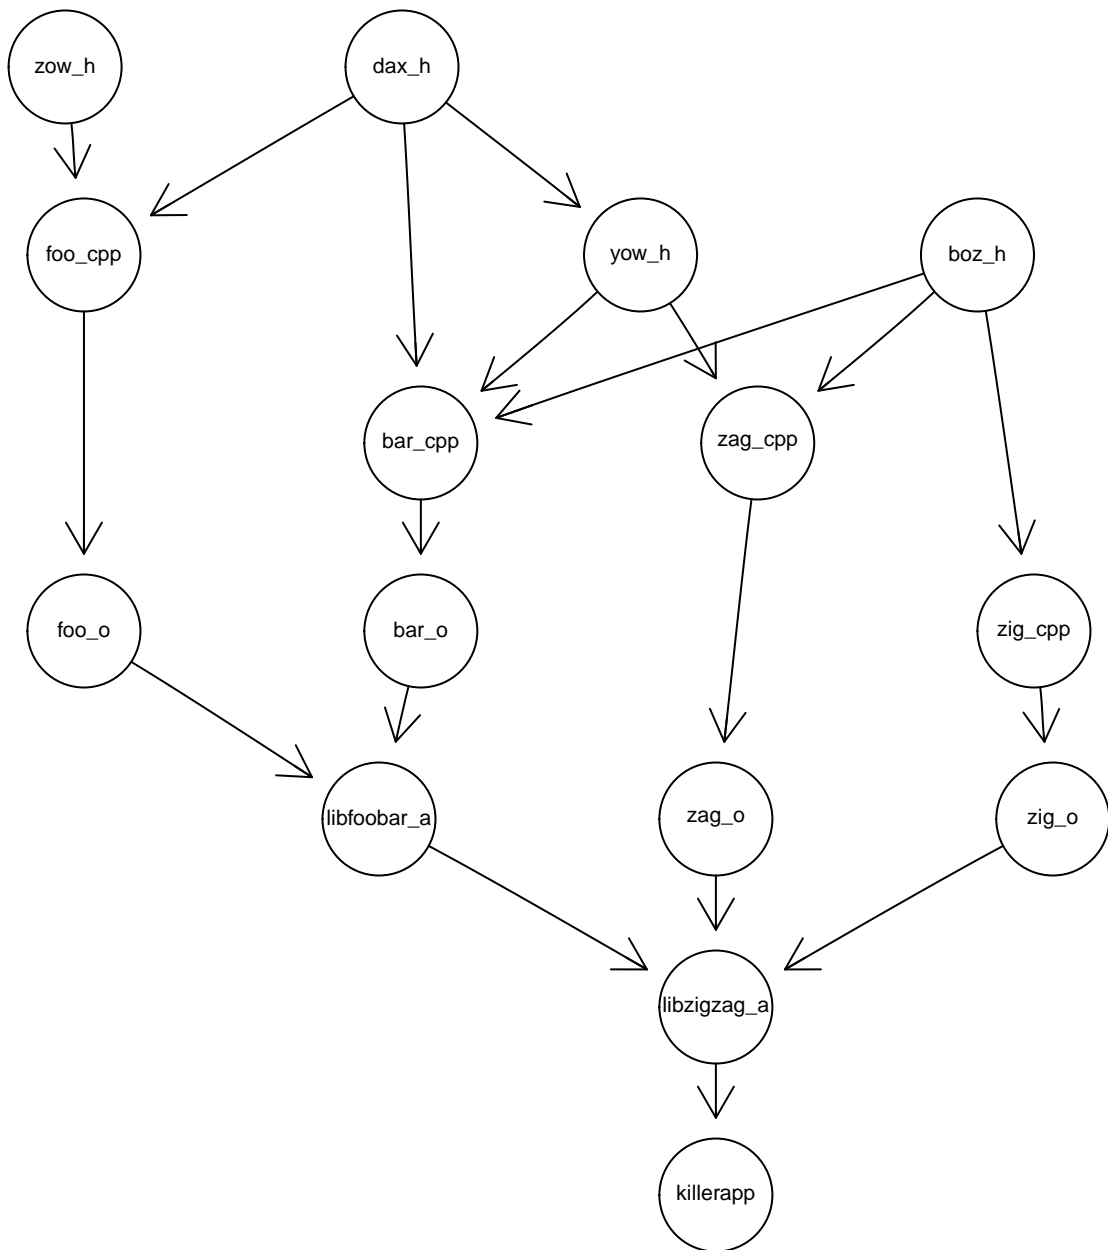 zow_h
dax_h
foo_cpp
yow_h
boz_h
bar_cpp
zag_cpp
foo_o
bar_o
zig_cpp
libfoobar_a
zag_o
zig_o
libzigzag_a
killerapp